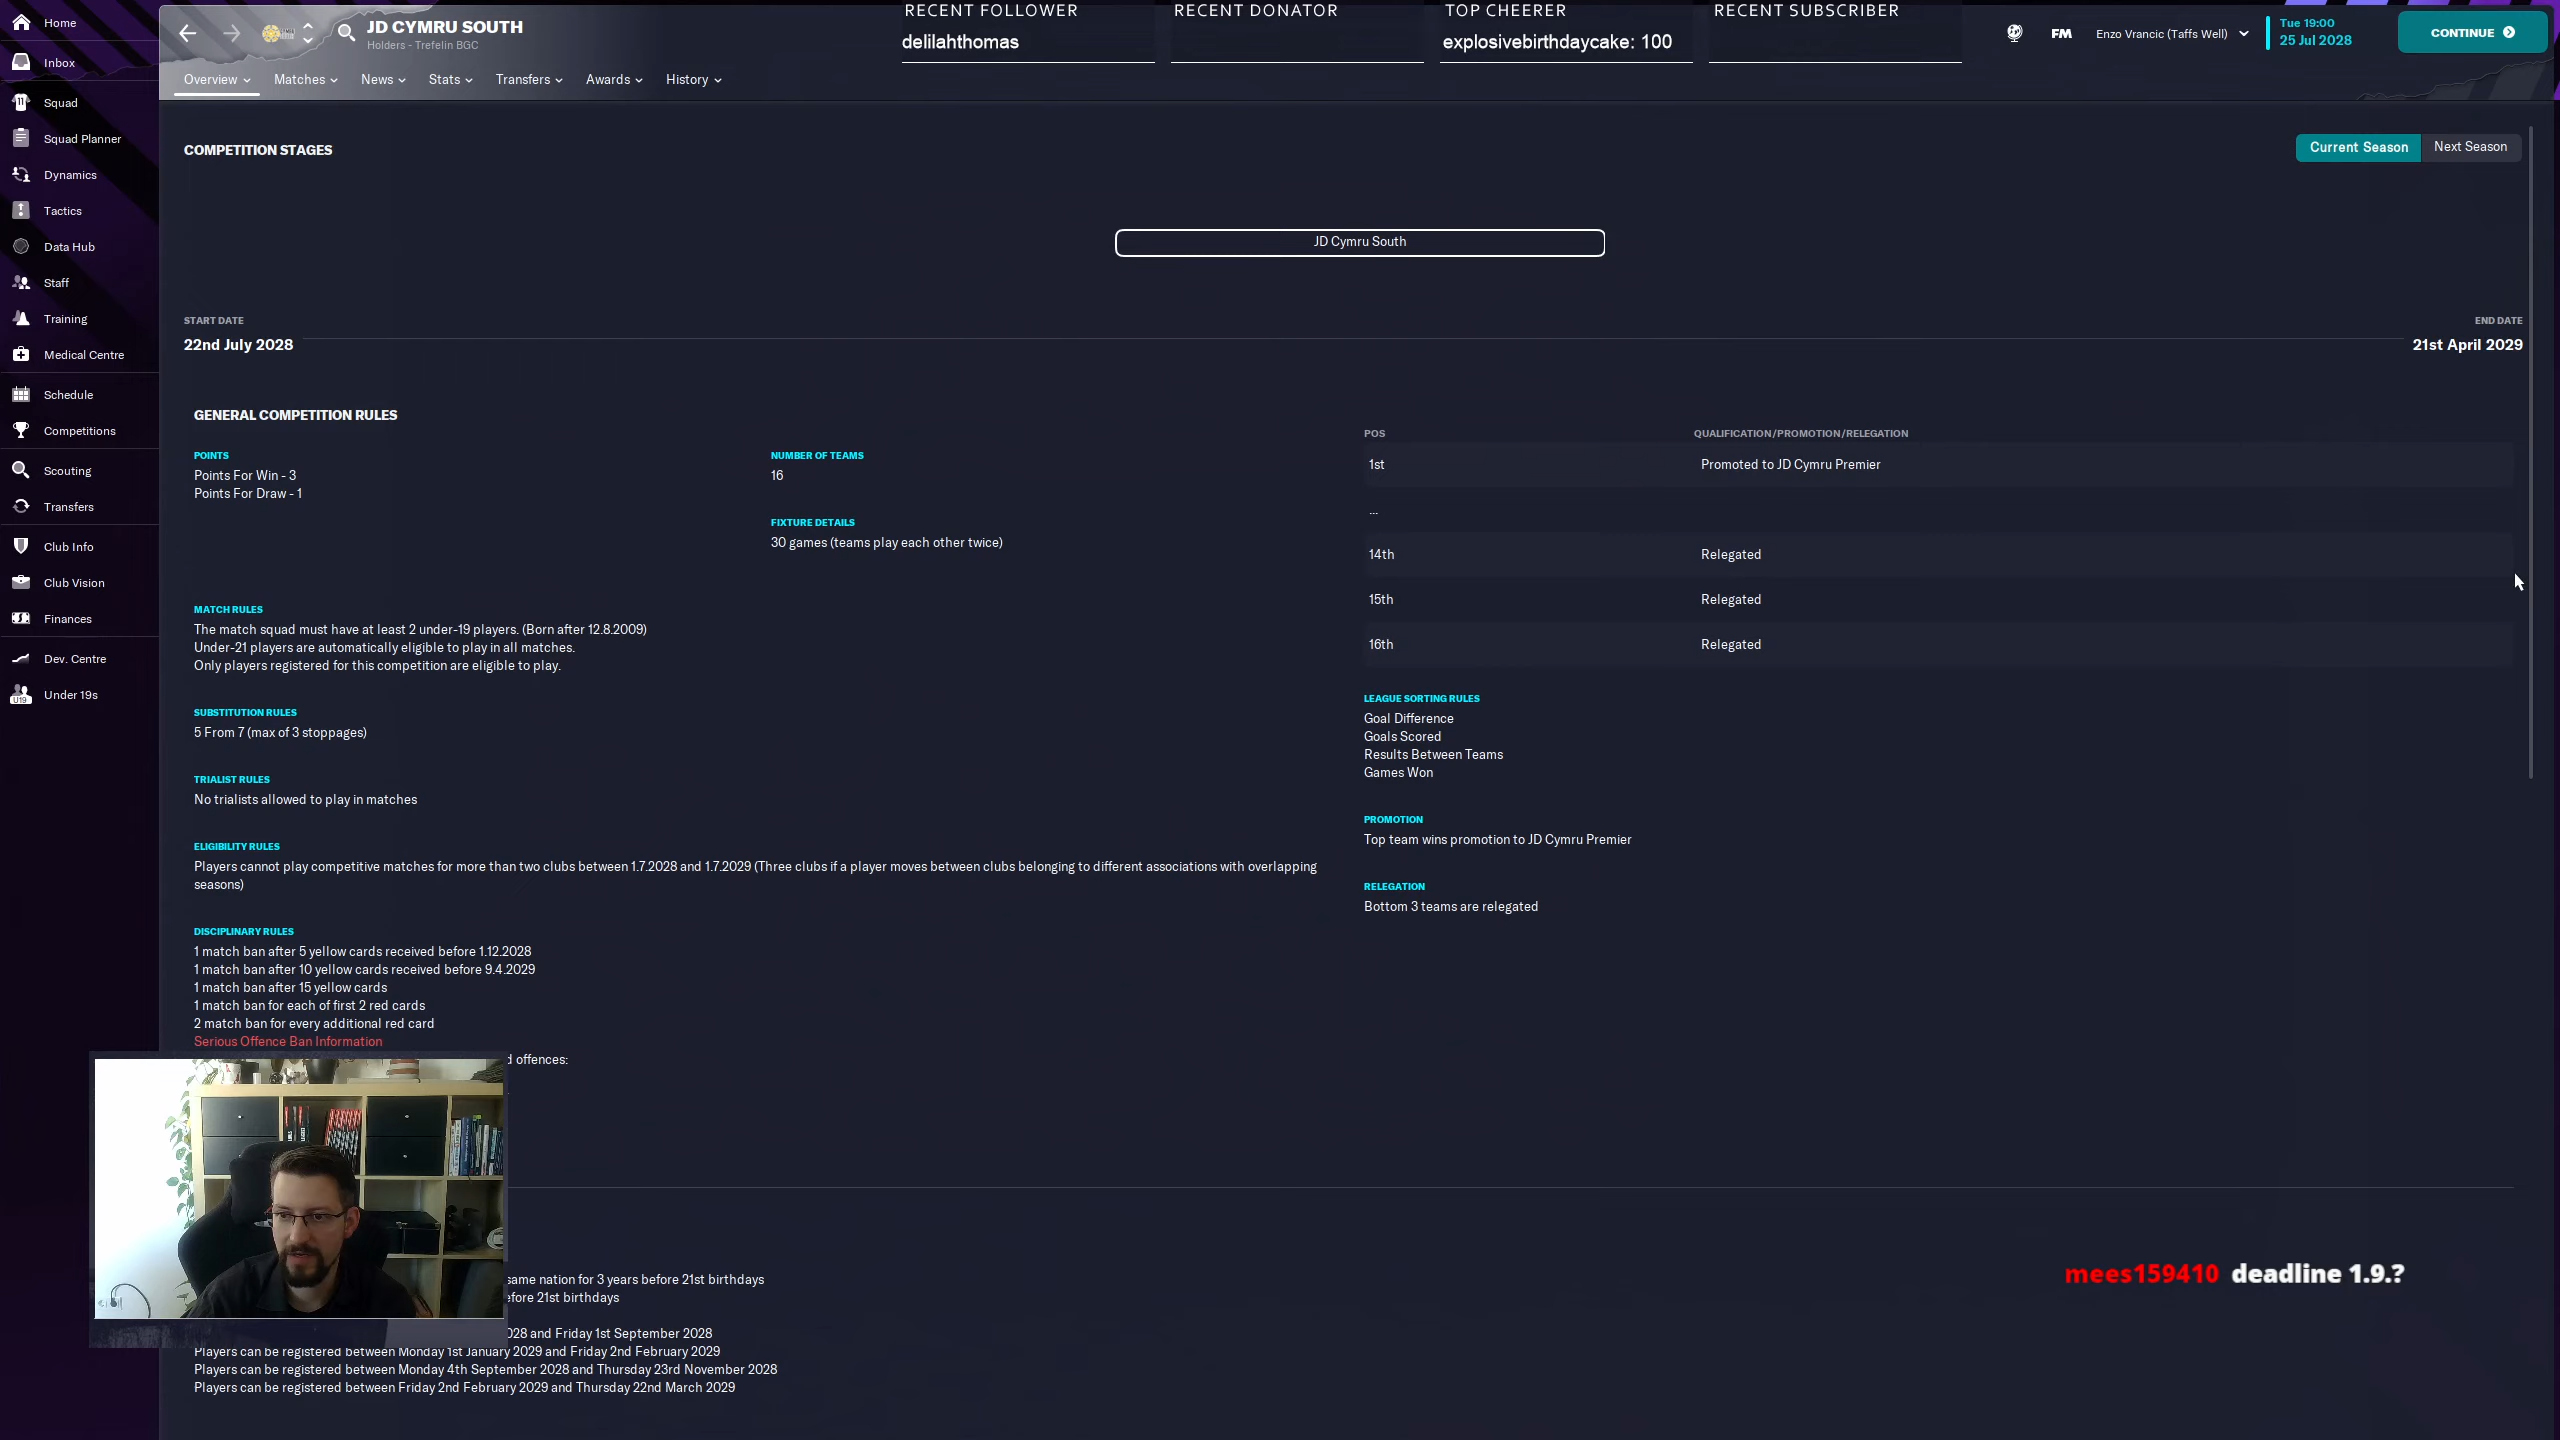 Home
Inbox
Squad
Squad Planner
Dynamics
Tactics
Data Hub
Staff
Training
Medical Centre
Schedule
Competitions
Scouting
Transfers
Club Info
Club Vision
Finances
Dev. Centre
Under 19s
JD CYMRU SOUTH
Holders - Trefelin BGC
RECENT FOLLOWER
delilahthomas
RECENT DONATOR
TOP CHEERER
explosivebirthdaycake: 100
RECENT SUBSCRIBER
FM
Enzo Vrancic (Taffs Well)
Tue 19:00
25 Jul 2028
CONTINUE
Overview Matches News Stats Transfers Awards History
COMPETITION STAGES
Current Season Next Season
JD Cymru South
START DATE
22nd July 2028
END DATE
21st April 2029
GENERAL COMPETITION RULES
POINTS
Points For Win - 3
Points For Draw - 1
NUMBER OF TEAMS
16
FIXTURE DETAILS
30 games (teams play each other twice)
MATCH RULES
The match squad must have at least 2 under-19 players. (Born after 12.8.2009)
Under-21 players are automatically eligible to play in all matches.
Only players registered for this competition are eligible to play.
SUBSTITUTION RULES
5 From 7 (max of 3 stoppages)
TRIALIST RULES
No trialists allowed to play in matches
ELIGIBILITY RULES
Players cannot play competitive matches for more than two clubs between 1.7.2028 and 1.7.2029 (Three clubs if a player moves between clubs belonging to different associations with overlapping
seasons)
DISCIPLINARY RULES
1 match ban after 5 yellow cards received before 1.12.2028
1 match ban after 10 yellow cards received before 9.4.2029
1 match ban after 15 yellow cards
1 match ban for each of first 2 red cards
2 match ban for every additional red card
Serious Offence Ban Information
d offences:
POS QUALIFICATION/PROMOTION/RELEGATION
1st Promoted to JD Cymru Premier
...
14th Relegated
15th Relegated
16th Relegated
LEAGUE SORTING RULES
Goal Difference
Goals Scored
Results Between Teams
Games Won
PROMOTION
Top team wins promotion to JD Cymru Premier
RELEGATION
Bottom 3 teams are relegated
same nation for 3 years before 21st birthdays
efore 21st birthdays
028 and Friday 1st September 2028
Players can be registered between Monday 1st January 2029 and Friday 2nd February 2029
Players can be registered between Monday 4th September 2028 and Thursday 23rd November 2028
Players can be registered between Friday 2nd February 2029 and Thursday 22nd March 2029
mees159410 deadline 1.9.?